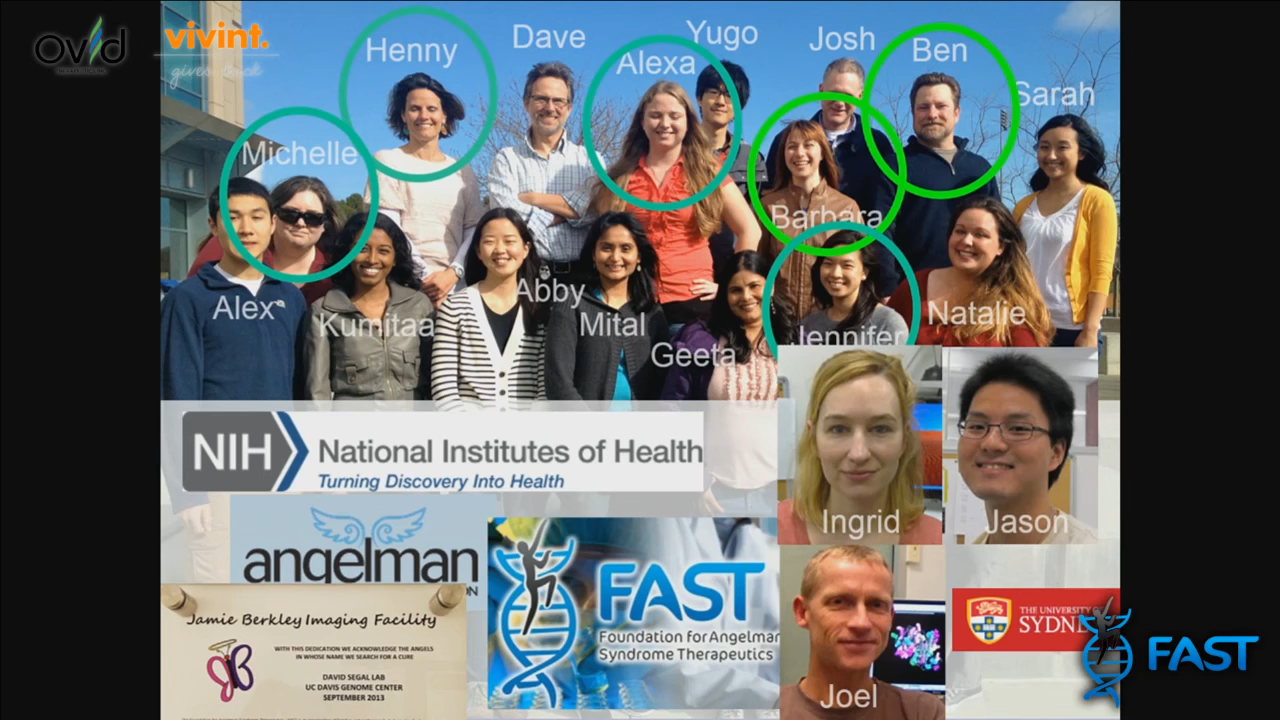 ovid
vivint.
gives back
Henny
Dave
Yugo
Josh
Ben
Alexa
Sarah
Michelle
Barbara
Alex
Kumitaa
Abby
Mital
Geeta
Jennifer
Natalie
NIH
National Institutes of Health
Turning Discovery Into Health
Ingrid
Jason
angelman
ON
Jamie Berkley Imaging Facility
JB
WITH THIS DEDICATION WE ACKNOWLEDGE THE ANGELS
IN WHOSE NAME WE SEARCH FOR A CURE
DAVID SEGAL LAB
UC DAVIS GENOME CENTER
SEPTEMBER 2013
FAST
Foundation for Angelman
Syndrome Therapeutics
Joel
THE UNIVERSITY OF
SYDNE
FAST